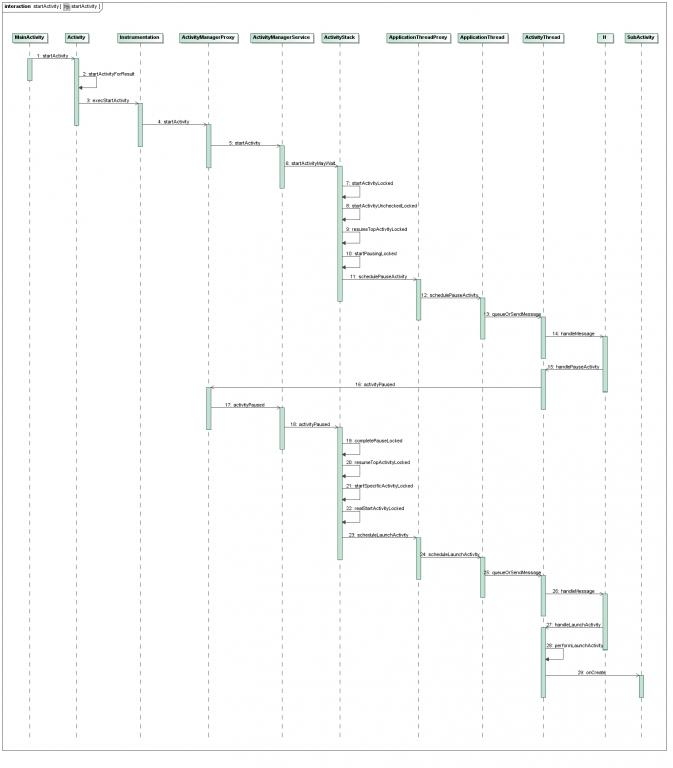 interaction startActivity[ startActivity ]
MainActivity
Activity
Instrumentation
ActivityManagerProxy
ActivityManagerService
ActivityStack
ApplicationThreadProxy
ApplicationThread
ActivityThread
H
SubActivity
1: startActivity
2: startActivityForResult
3: execStartActivity
4: startActivity
5: startActivity
6: startActivityMayWait
7: startActivityLocked
8: startActivityUncheckedLocked
9: resumeTopActivityLocked
10: startPausingLocked
11: schedulePauseActivity
12: schedulePauseActivity
13: queueOrSendMessage
14: handleMessage
15: handlePauseActivity
16: activityPaused
17: activityPaused
18: activityPaused
19: completePauseLocked
20: resumeTopActivityLocked
21: startSpecificActivityLocked
22: realStartActivityLocked
23: scheduleLaunchActivity
24: scheduleLaunchActivity
25: queueOrSendMessage
26: handleMessage
27: handleLaunchActivity
28: performLaunchActivity
29: onCreate